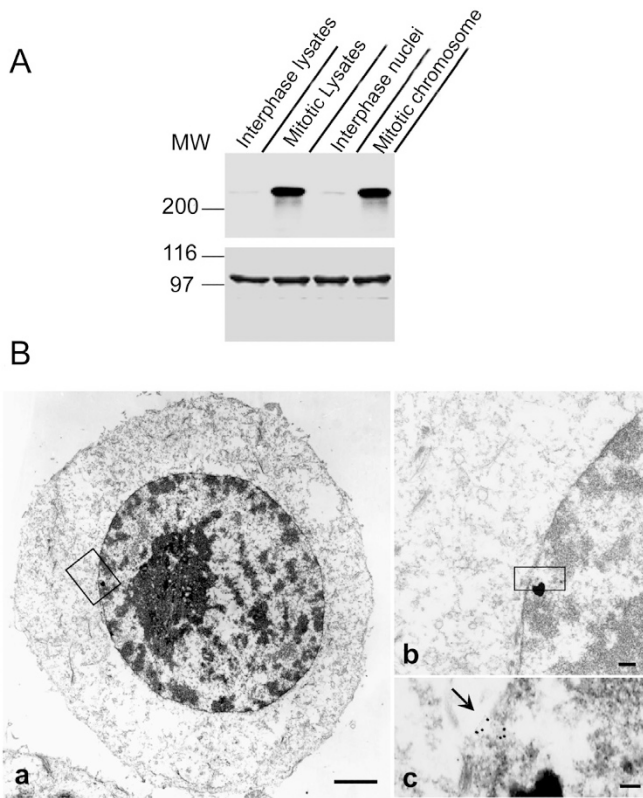 A
Interphase lysates
Mitotic Lysates
Interphase nuclei
Mitotic chromosome
MW
200
116
97
B
a
b
c